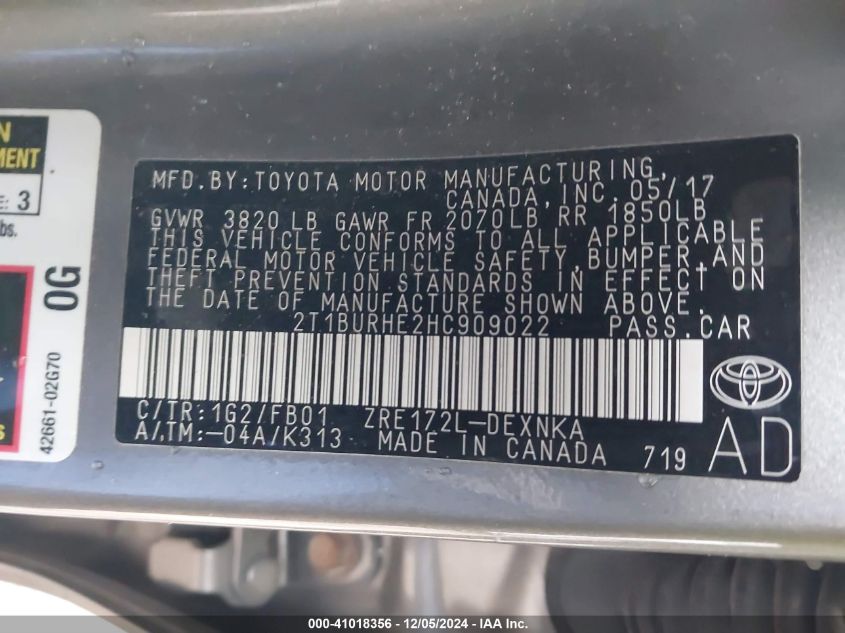 N
MENT
E: 3
bs.
0G
42661-02G70
s
MFD.BY:TOYOTA MOTOR MANUFACTURING,
CANADA,INC. 05/17
GVWR 3820 LB GAWR FR 2070LB RR 1850LB
THIS VEHICLE CONFORMS TO ALL APPLICABLE
FEDERAL MOTOR VEHICLE SAFETY,BUMPER,AND
THEFT PREVENTION STANDARDS IN EFFECT ON
THE DATE OF MANUFACTURE SHOWN ABOVE.
2T1BURHE2HC909022 PASS.CAR
C/TR:1G2/FB01 ZRE172L-DEXNKA
A/TM:-04A/K313 MADE IN CANADA 719 AD
000-41018356 - 12/05/2024 - IAA Inc.